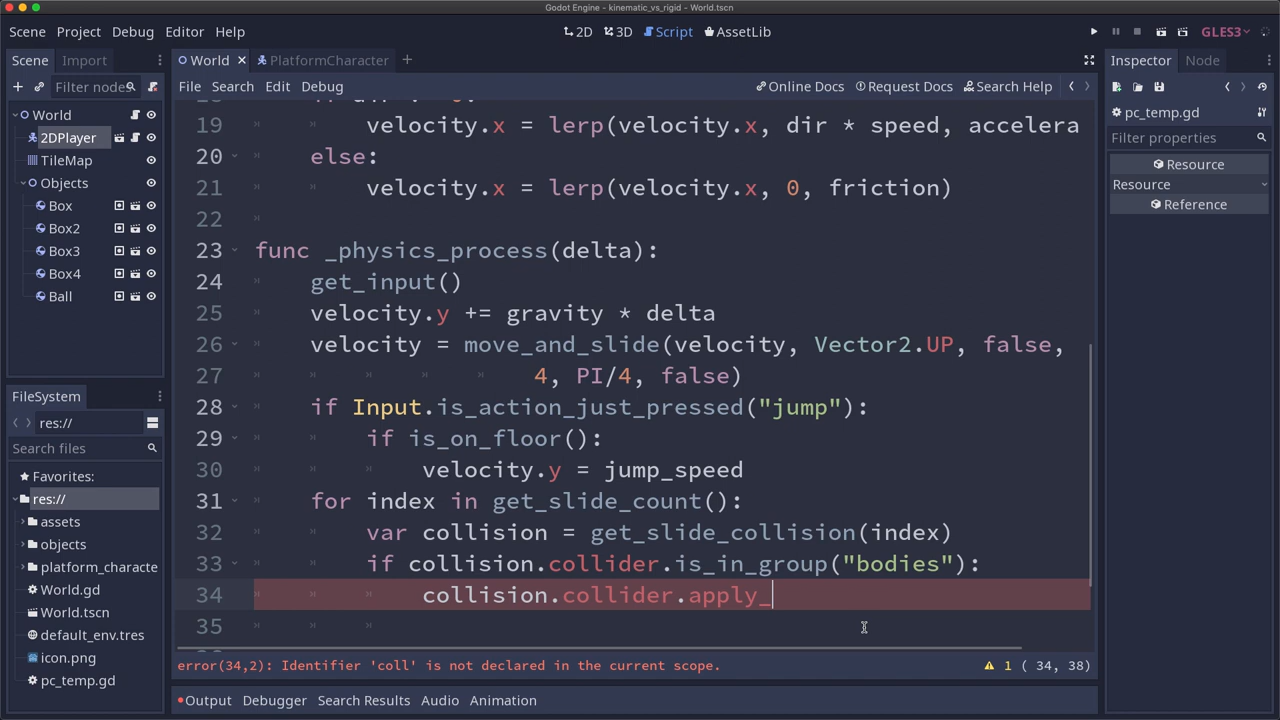 Godot Engine - kinematic_vs_rigid - World.tscn
Scene Project Debug Editor Help
2D 3D Script AssetLib
GLES3
Scene Import
Filter nodes
World
2DPlayer
TileMap
Objects
Box
Box2
Box3
Box4
Ball
FileSystem
res://
Search files
Favorites:
res://
assets
objects
platform_characte
World.gd
World.tscn
default_env.tres
icon.png
pc_temp.gd
World PlatformCharacter
File Search Edit Debug
Online Docs Request Docs Search Help
19 velocity.x = lerp(velocity.x, dir * speed, accelera
20 else:
21 velocity.x = lerp(velocity.x, 0, friction)
22
23 func _physics_process(delta):
24 get_input()
25 velocity.y += gravity * delta
26 velocity = move_and_slide(velocity, Vector2.UP, false,
27 4, PI/4, false)
28 if Input.is_action_just_pressed("jump"):
29 if is_on_floor():
30 velocity.y = jump_speed
31 for index in get_slide_count():
32 var collision = get_slide_collision(index)
33 if collision.collider.is_in_group("bodies"):
34 collision.collider.apply_
35
error(34,2): Identifier 'coll' is not declared in the current scope.
1 ( 34, 38)
Output Debugger Search Results Audio Animation
Inspector Node
pc_temp.gd
Filter properties
Resource
Resource
Reference